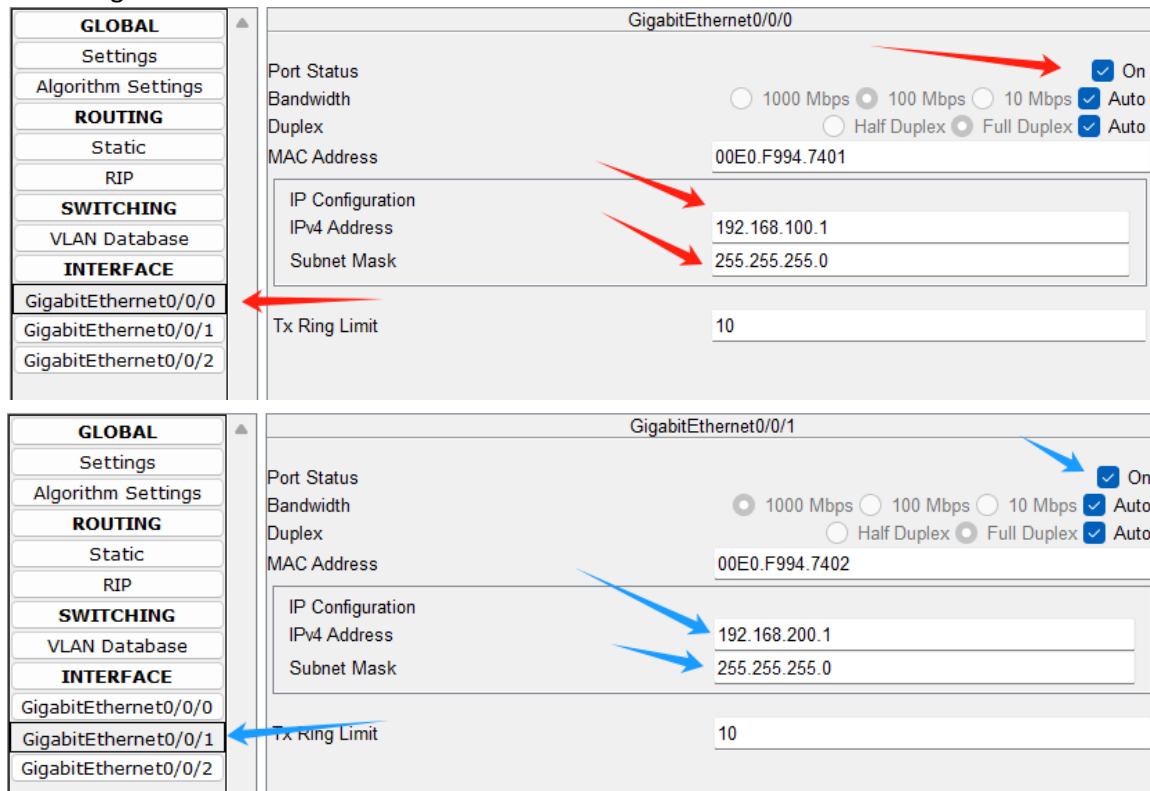 GLOBAL
Settings
Algorithm Settings
ROUTING
Static
RIP
SWITCHING
VLAN Database
INTERFACE
GigabitEthernet0/0/0
GigabitEthernet0/0/1
GigabitEthernet0/0/2
GigabitEthernet0/0/0
Port Status On
Bandwidth 1000 Mbps 100 Mbps 10 Mbps Auto
Duplex Half Duplex Full Duplex Auto
MAC Address 00E0.F994.7401
IP Configuration
IPv4 Address 192.168.100.1
Subnet Mask 255.255.255.0
Tx Ring Limit 10
GLOBAL
Settings
Algorithm Settings
ROUTING
Static
RIP
SWITCHING
VLAN Database
INTERFACE
GigabitEthernet0/0/0
GigabitEthernet0/0/1
GigabitEthernet0/0/2
GigabitEthernet0/0/1
Port Status On
Bandwidth 1000 Mbps 100 Mbps 10 Mbps Auto
Duplex Half Duplex Full Duplex Auto
MAC Address 00E0.F994.7402
IP Configuration
IPv4 Address 192.168.200.1
Subnet Mask 255.255.255.0
Tx Ring Limit 10